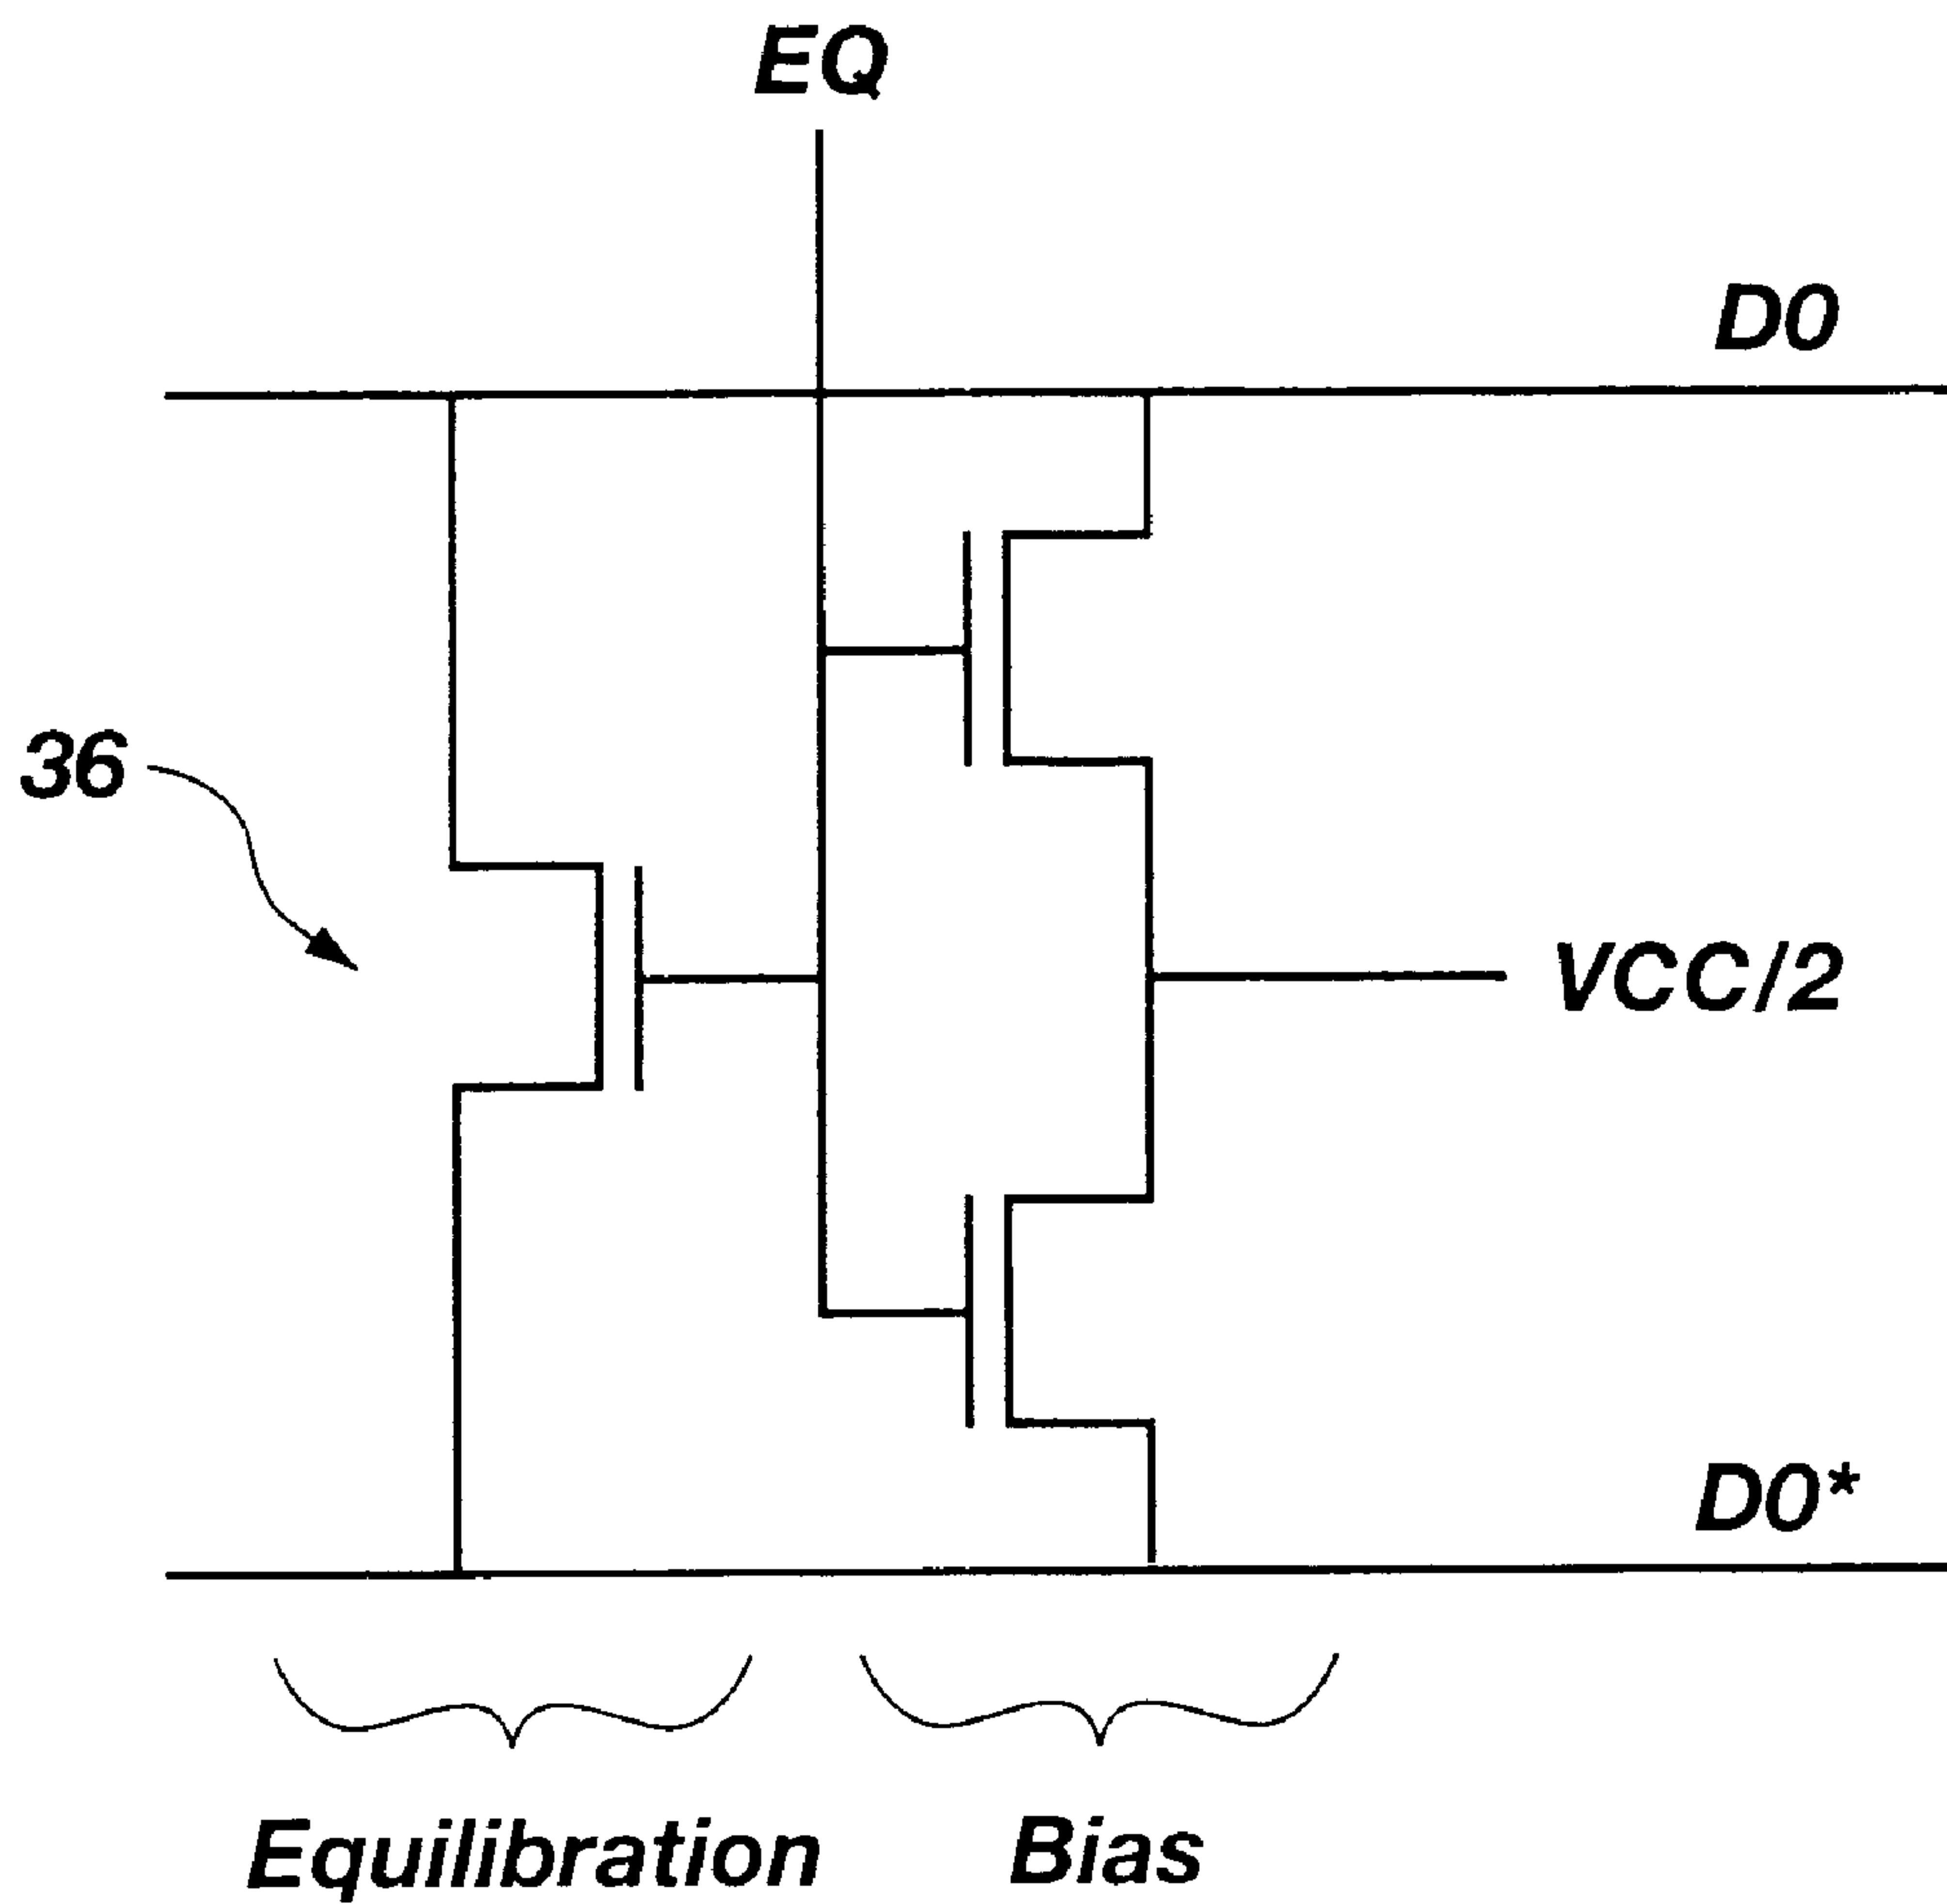 EQ
D0
36
VCC/2
D0*
Equilibration
Bias